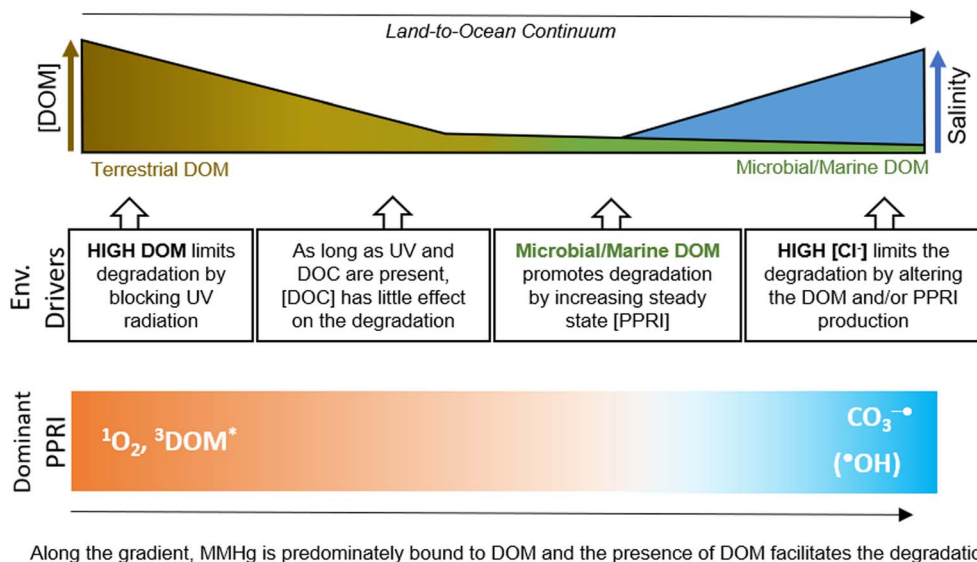 Land-to-Ocean Continuum
[DOM]
Salinity
Terrestrial DOM
Microbial/Marine DOM
Env.
Drivers
HIGH DOM limits
degradation by
blocking UV
radiation
As long as UV and
DOC are present,
[DOC] has little effect
on the degradation
Microbial/Marine DOM
promotes degradation
by increasing steady
state [PPRI]
HIGH [Cl-] limits the
degradation by altering
the DOM and/or PPRI
production
Dominant
PPRI
¹O₂, ³DOM*
CO₃⁻•
(•OH)
Along the gradient, MMHg is predominately bound to DOM and the presence of DOM facilitates the degradatio